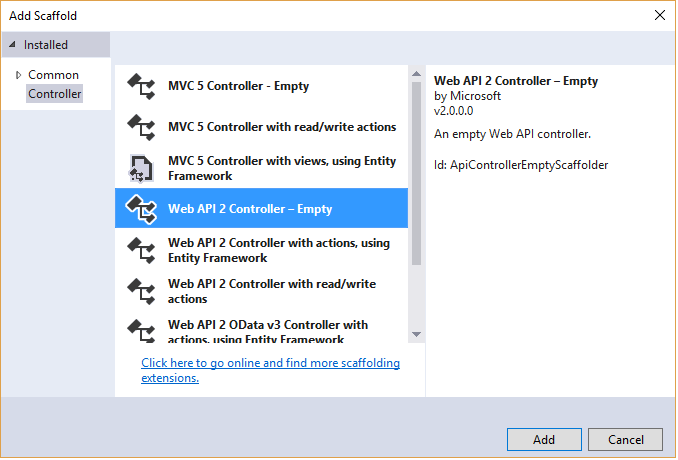 Add Scaffold
Installed
Common
Controller
MVC 5 Controller - Empty
MVC 5 Controller with read/write actions
MVC 5 Controller with views, using Entity
Framework
Web API 2 Controller – Empty
Web API 2 Controller with actions, using
Entity Framework
Web API 2 Controller with read/write
actions
Web API 2 OData v3 Controller with
actions, using Entity Framework
Click here to go online and find more scaffolding
extensions.
Web API 2 Controller – Empty
by Microsoft
v2.0.0.0
An empty Web API controller.
Id: ApiControllerEmptyScaffolder
Add
Cancel